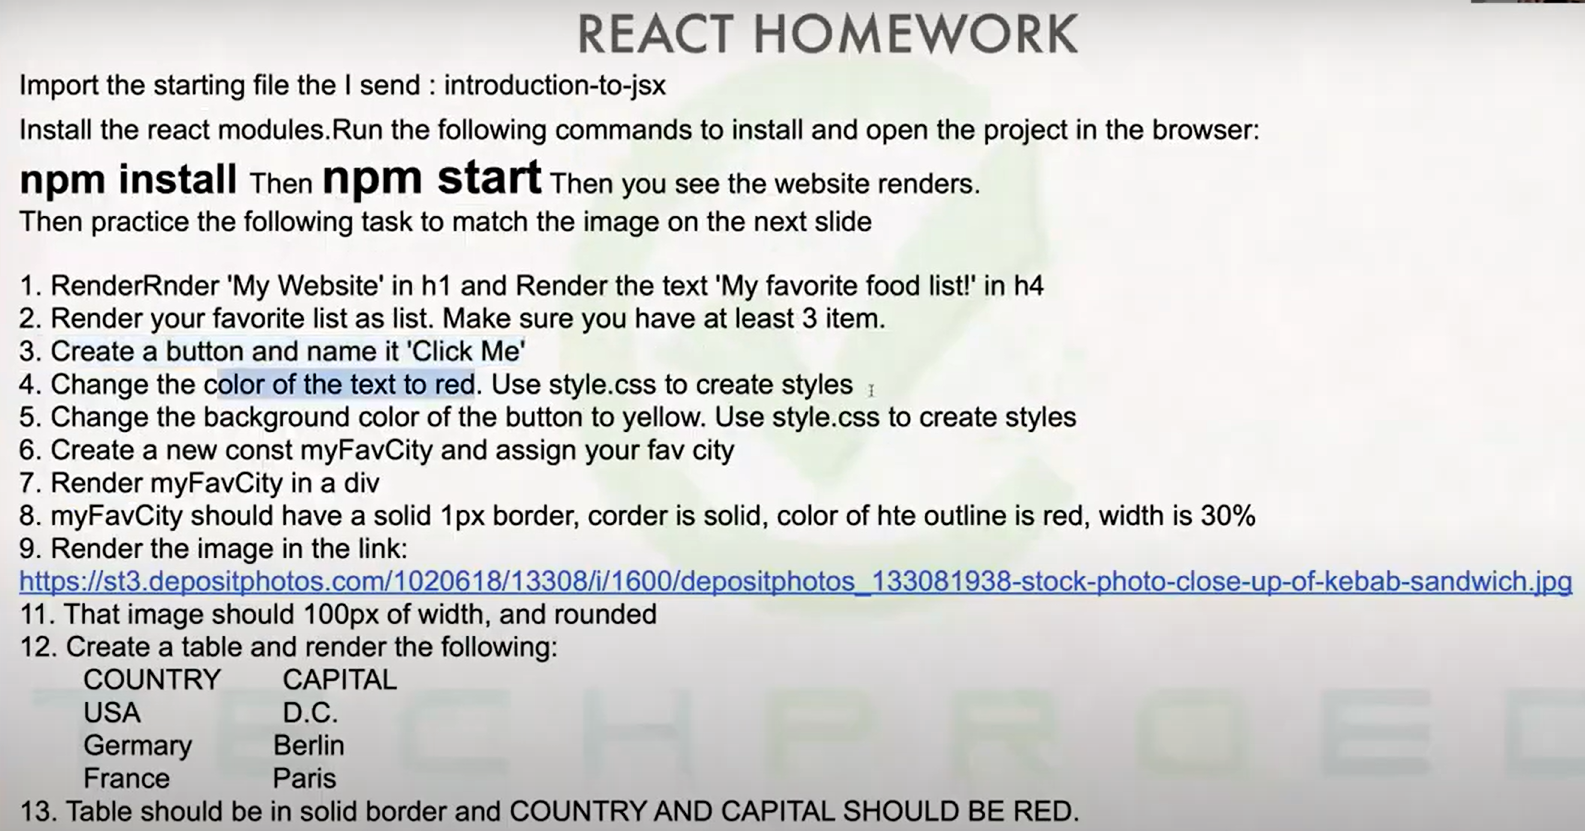 REACT HOMEWORK
Import the starting file the I send : introduction-to-jsx
Install the react modules.Run the following commands to install and open the project in the browser:
npm install Then npm start Then you see the website renders.
Then practice the following task to match the image on the next slide
1. RenderRnder 'My Website' in h1 and Render the text 'My favorite food list!' in h4
2. Render your favorite list as list. Make sure you have at least 3 item.
3. Create a button and name it 'Click Me'
4. Change the color of the text to red. Use style.css to create styles
5. Change the background color of the button to yellow. Use style.css to create styles
6. Create a new const myFavCity and assign your fav city
7. Render myFavCity in a div
8. myFavCity should have a solid 1px border, corder is solid, color of hte outline is red, width is 30%
9. Render the image in the link:
https://st3.depositphotos.com/1020618/13308/i/1600/depositphotos_133081938-stock-photo-close-up-of-kebab-sandwich.jpg
11. That image should 100px of width, and rounded
12. Create a table and render the following:
COUNTRY CAPITAL
USA D.C.
Germany Berlin
France Paris
13. Table should be in solid border and COUNTRY AND CAPITAL SHOULD BE RED.
TECHPROED